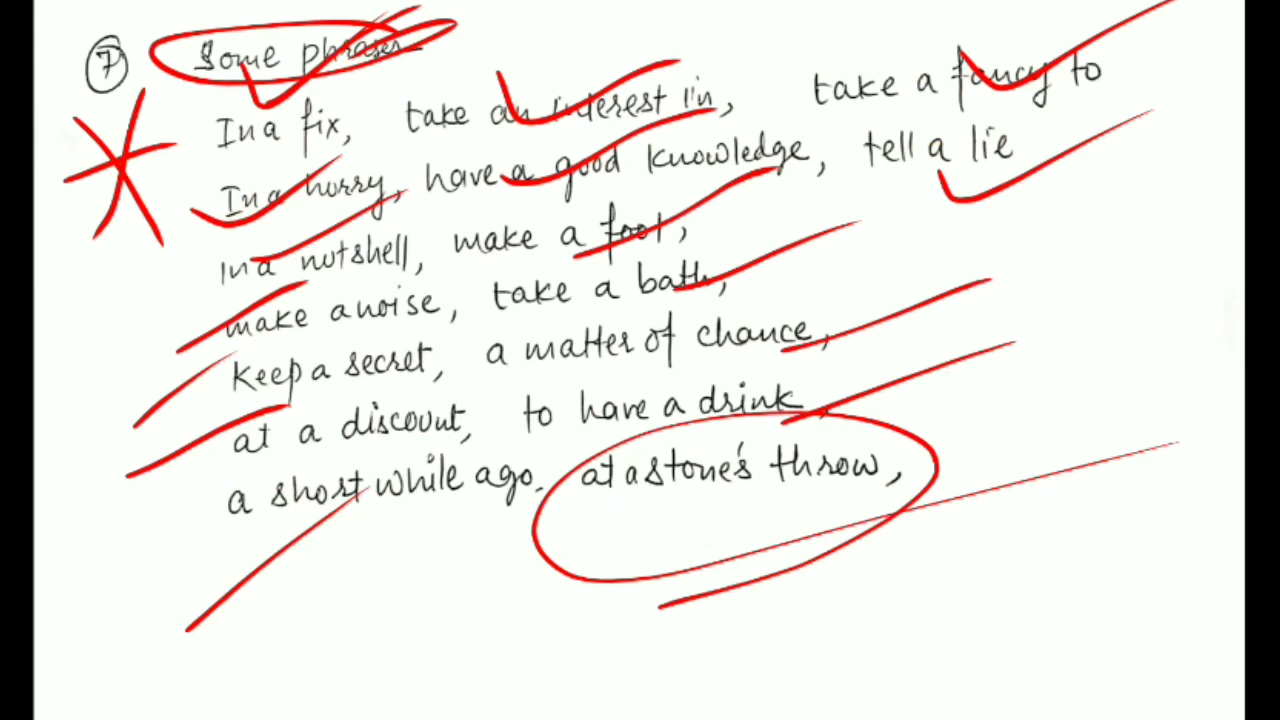 7 Some phrases
In a fix, take an interest in, take a fancy to
In a horry, have a good knowledge, tell a lie
in a nutshell, make a fool,
make a noise, take a bath,
keep a secret, a matter of chance,
at a discount, to have a drink
a short while ago. at a stone's throw,